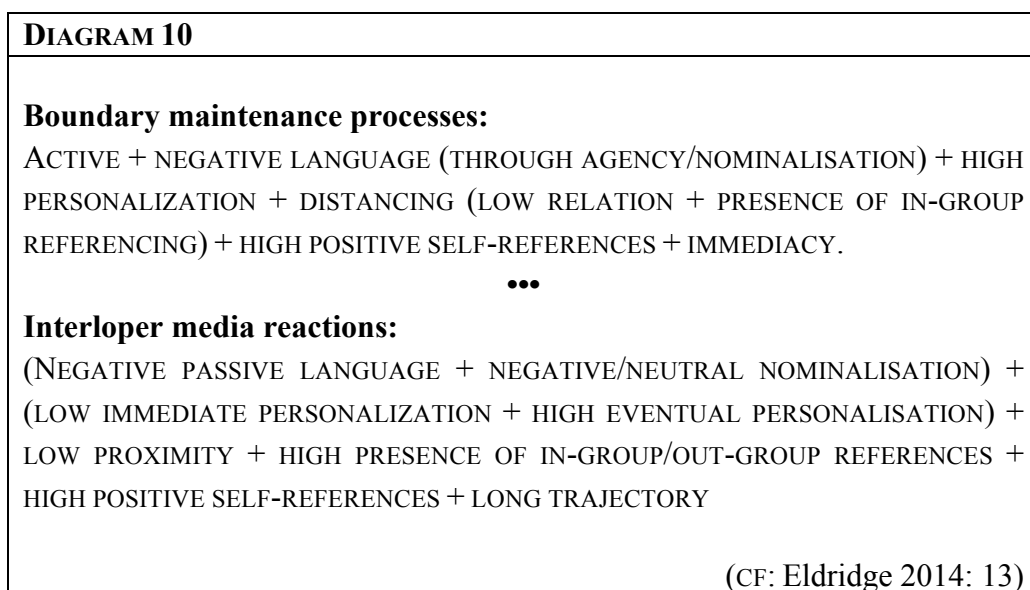 DIAGRAM 10
Boundary maintenance processes:
ACTIVE + NEGATIVE LANGUAGE (THROUGH AGENCY/NOMINALISATION) + HIGH
PERSONALIZATION + DISTANCING (LOW RELATION + PRESENCE OF IN-GROUP
REFERENCING) + HIGH POSITIVE SELF-REFERENCES + IMMEDIACY.
•••
Interloper media reactions:
(NEGATIVE PASSIVE LANGUAGE + NEGATIVE/NEUTRAL NOMINALISATION) +
(LOW IMMEDIATE PERSONALIZATION + HIGH EVENTUAL PERSONALISATION) +
LOW PROXIMITY + HIGH PRESENCE OF IN-GROUP/OUT-GROUP REFERENCES +
HIGH POSITIVE SELF-REFERENCES + LONG TRAJECTORY
(CF: Eldridge 2014: 13)